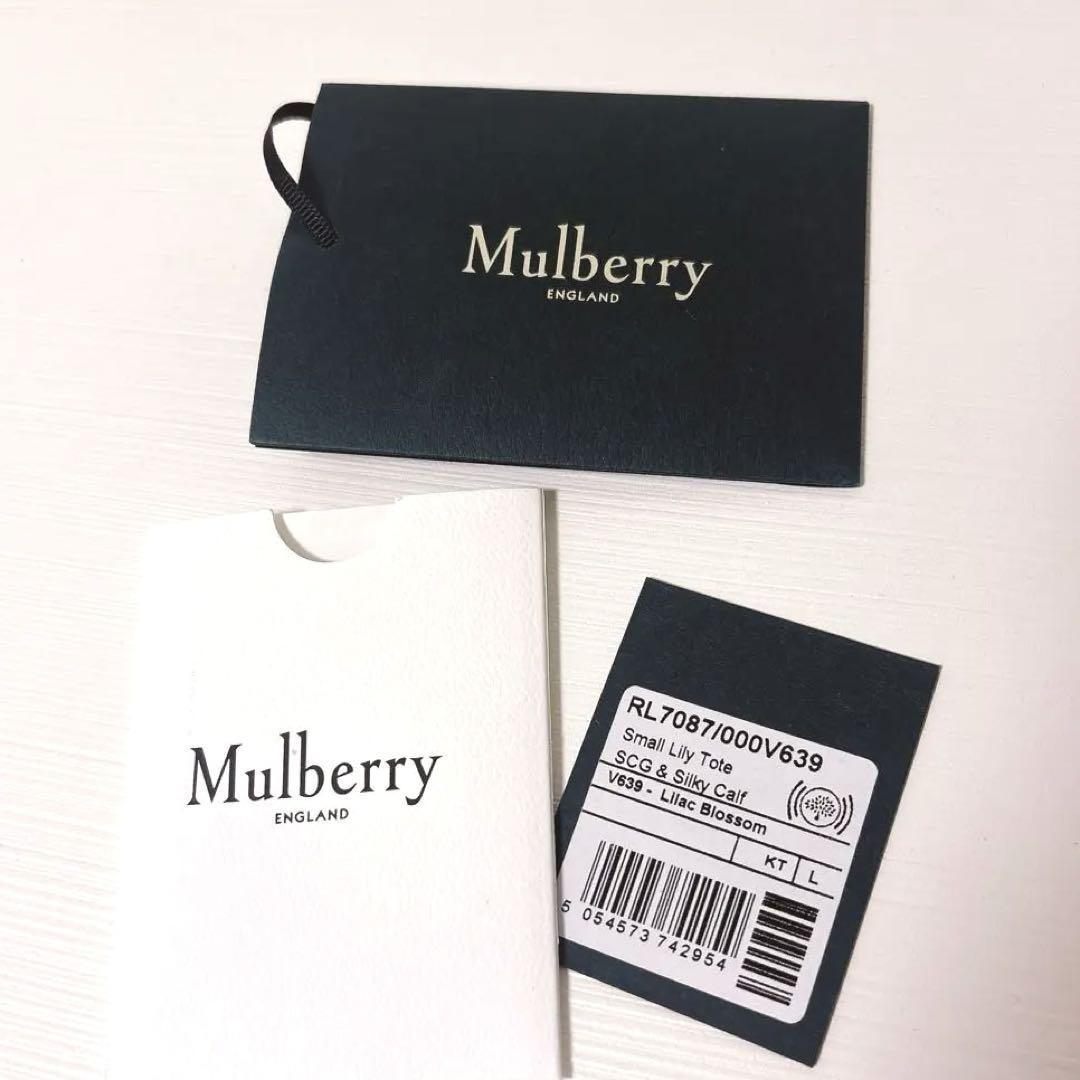 Mulberry
ENGLAND
Mulberry
ENGLAND
RL7087/000V639
Small Lily Tote
SCG & Silky Calf
V639 - Lilac Blossom
KT L
5 054573 742954